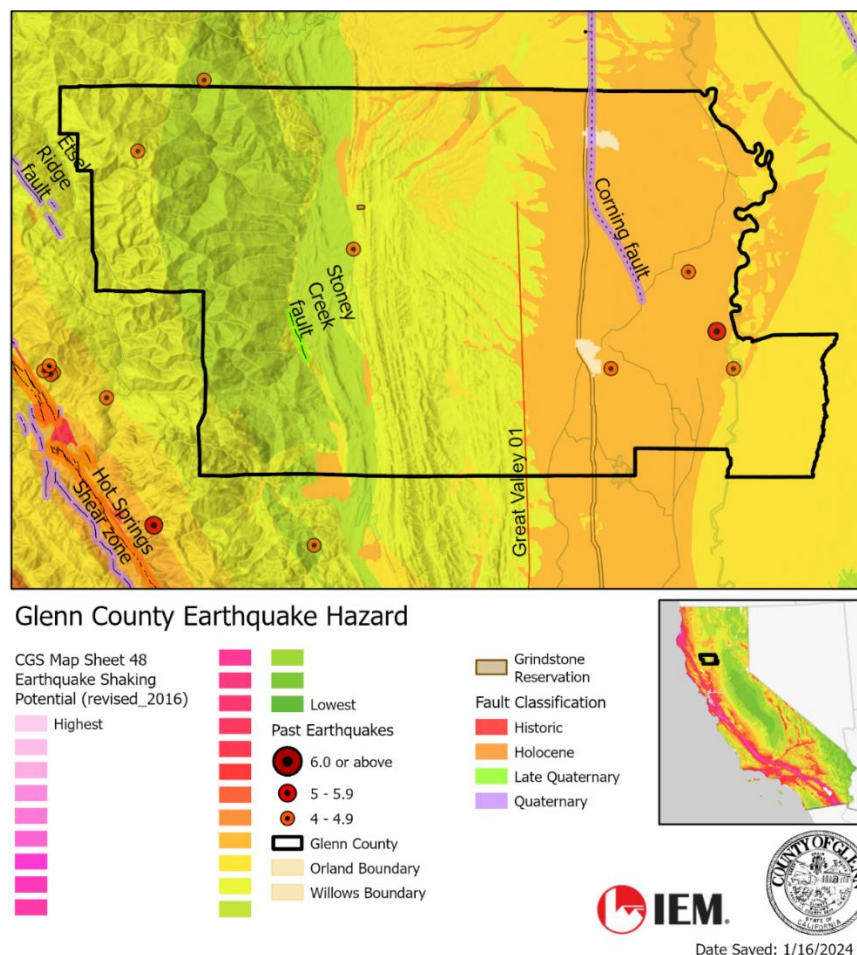 Etsel
Ridge
fault
Stoney
Creek
fault
Corning fault
Great Valley 01
Hot Springs
Shear zone
Glenn County Earthquake Hazard
CGS Map Sheet 48
Earthquake Shaking
Potential (revised_2016)
Highest
Lowest
Past Earthquakes
6.0 or above
5 - 5.9
4 - 4.9
Glenn County
Orland Boundary
Willows Boundary
Grindstone
Reservation
Fault Classification
Historic
Holocene
Late Quaternary
Quaternary
IEM®
COUNTY OF GLENN
STATE OF
CALIFORNIA
Date Saved: 1/16/2024